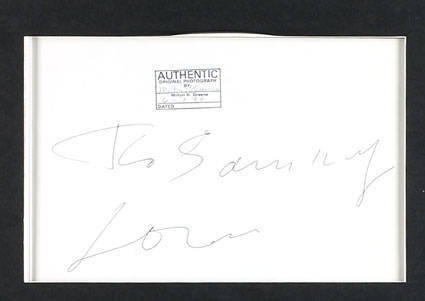 AUTHENTIC
ORIGINAL PHOTOGRAPH
BY:
Milton H. Greene
DATED
To Sammy
Love